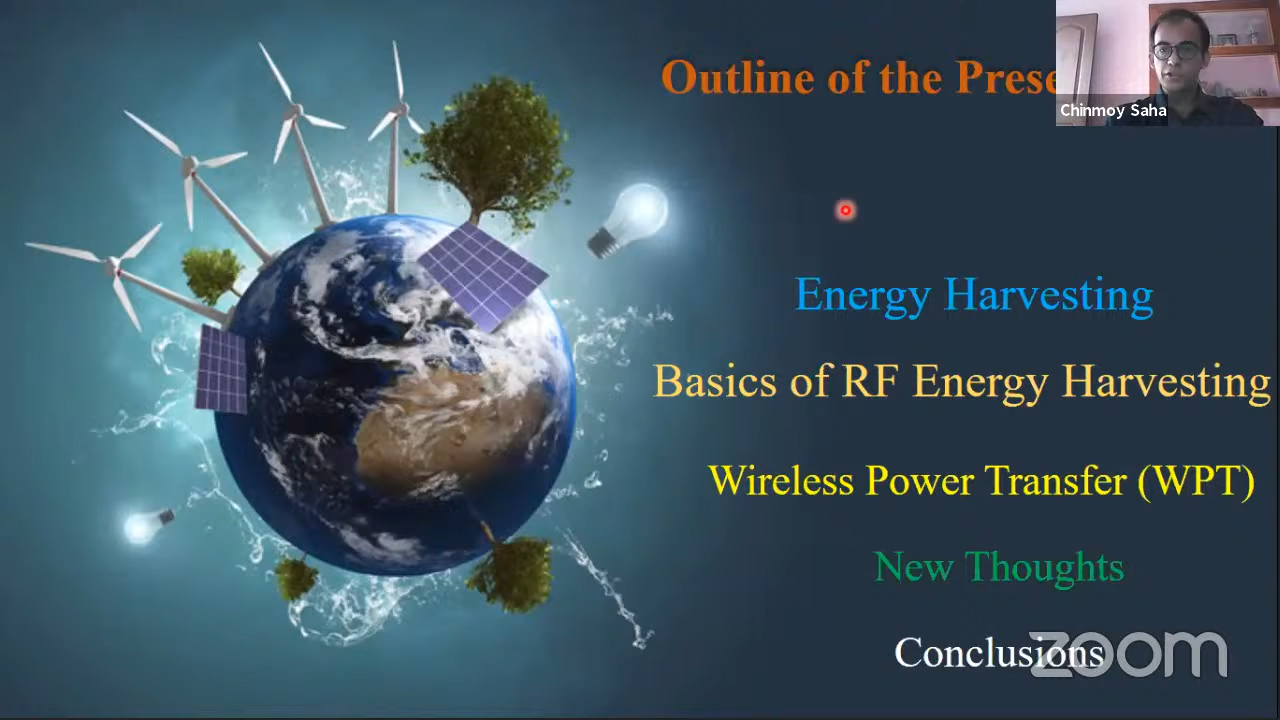 Outline of the Prese
Chinmoy Saha
Energy Harvesting
Basics of RF Energy Harvesting
Wireless Power Transfer (WPT)
New Thoughts
Conclusions
zoom